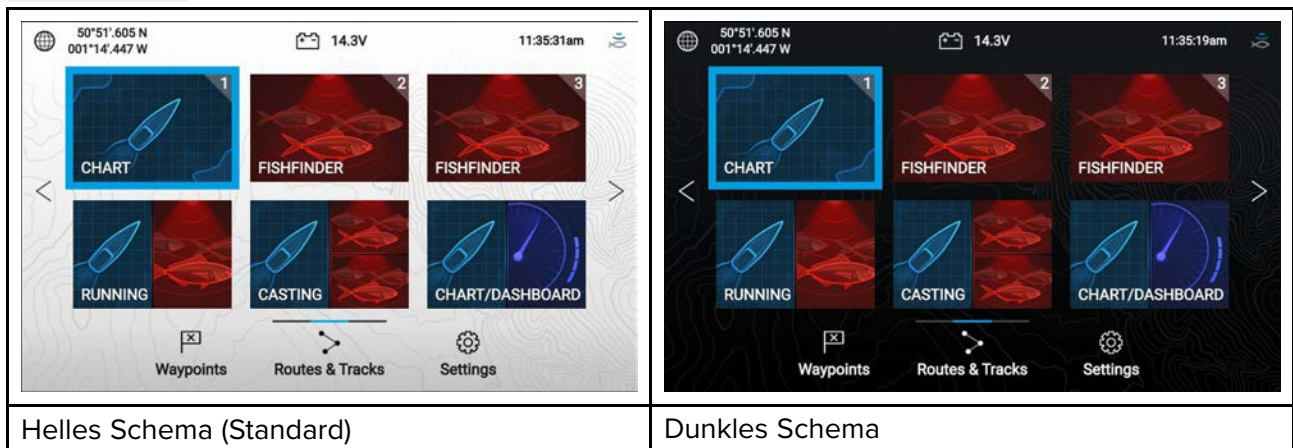 50°51'.605 N
001°14'.447 W
14.3V
11:35:31am
1
2
3
CHART
FISHFINDER
FISHFINDER
RUNNING
CASTING
CHART/DASHBOARD
Waypoints
Routes & Tracks
Settings
50°51'.605 N
001°14'.447 W
14.3V
11:35:19am
1
2
3
CHART
FISHFINDER
FISHFINDER
RUNNING
CASTING
CHART/DASHBOARD
Waypoints
Routes & Tracks
Settings
Helles Schema (Standard)
Dunkles Schema